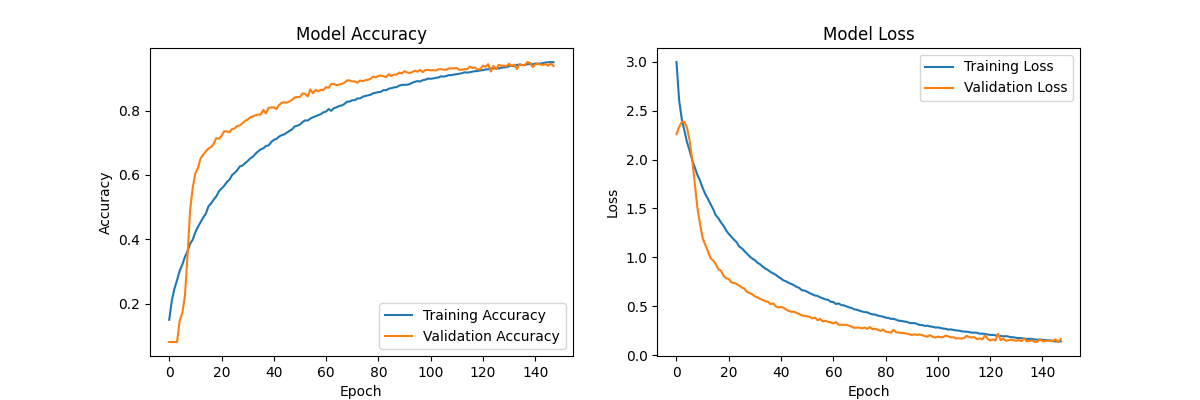 Model Accuracy
Accuracy
0.8
0.6
0.4
0.2
Training Accuracy
Validation Accuracy
0 20 40 60 80 100 120 140
Epoch
Model Loss
Loss
3.0
2.5
2.0
1.5
1.0
0.5
0.0
Training Loss
Validation Loss
0 20 40 60 80 100 120 140
Epoch